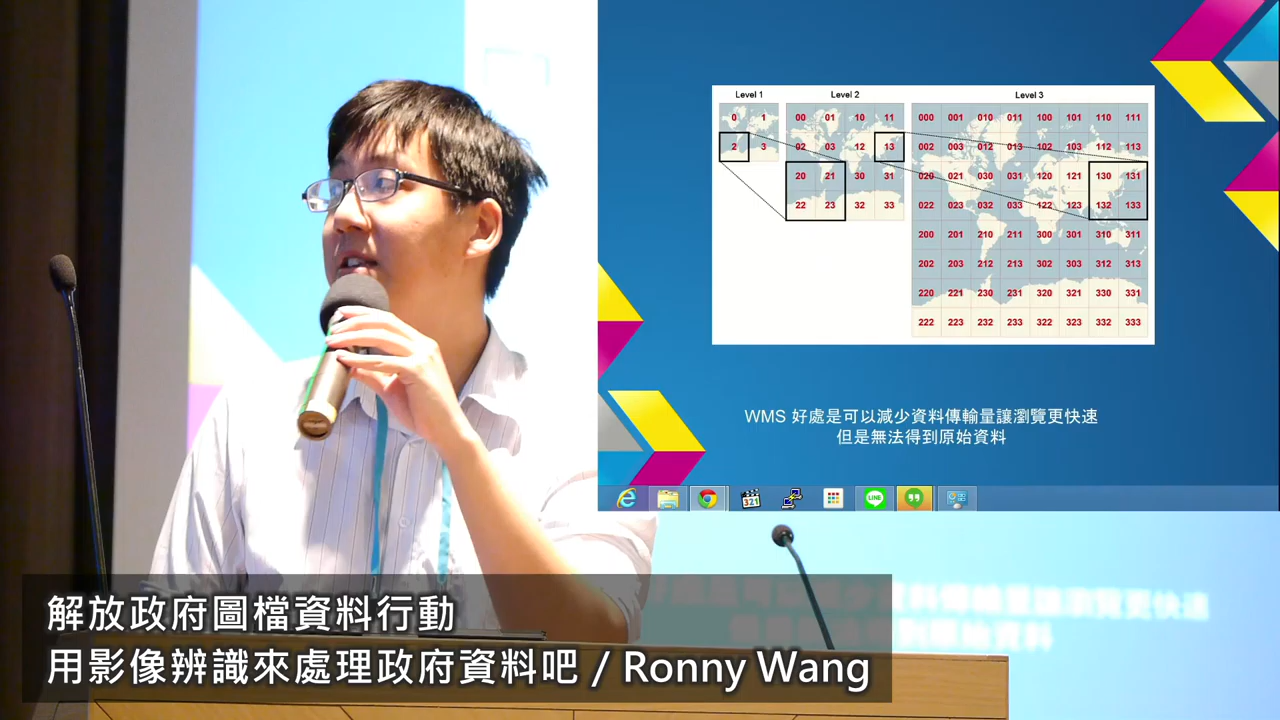 Level 1 Level 2 Level 3
0 1 00 01 10 11 000 001 010 011 100 101 110 111
2 3 02 03 12 13 002 003 012 013 102 103 112 113
20 21 30 31 020 021 030 031 120 121 130 131
22 23 32 33 022 023 032 033 122 123 132 133
200 201 210 211 300 301 310 311
202 203 212 213 302 303 312 313
220 221 230 231 320 321 330 331
222 223 232 233 322 323 332 333
WMS 好處是可以減少資料傳輸量讓瀏覽更快速
但是無法得到原始資料
321
LINE
解放政府圖檔資料行動
用影像辨識來處理政府資料吧 / Ronny Wang